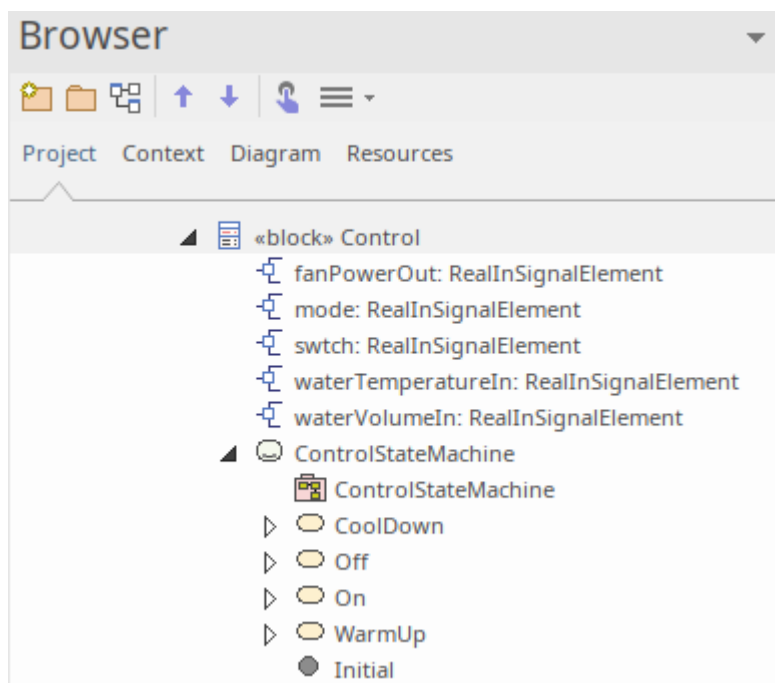 Browser
Project Context Diagram Resources
«block» Control
fanPowerOut: RealInSignalElement
mode: RealInSignalElement
swtch: RealInSignalElement
waterTemperatureIn: RealInSignalElement
waterVolumeIn: RealInSignalElement
ControlStateMachine
ControlStateMachine
CoolDown
Off
On
WarmUp
Initial